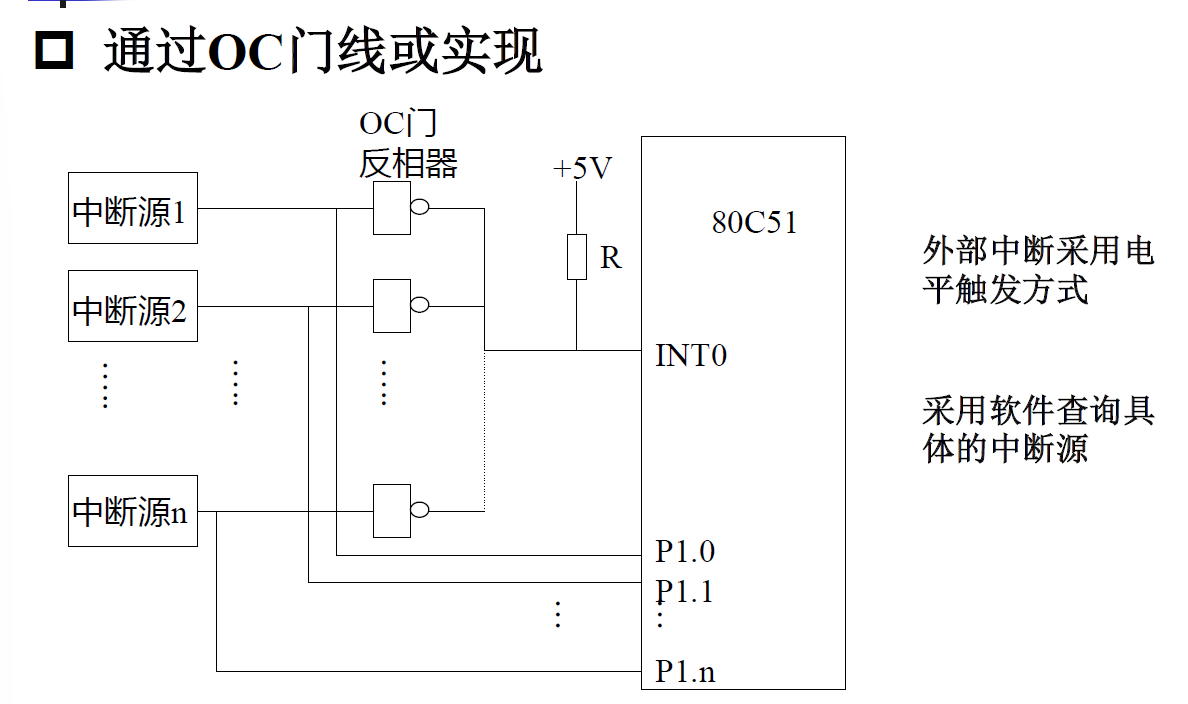 通过OC门线或实现
OC门
反相器
+5V
中断源1
80C51
R
外部中断采用电
平触发方式
中断源2
INT0
采用软件查询具
体的中断源
中断源n
P1.0
P1.1
P1.n